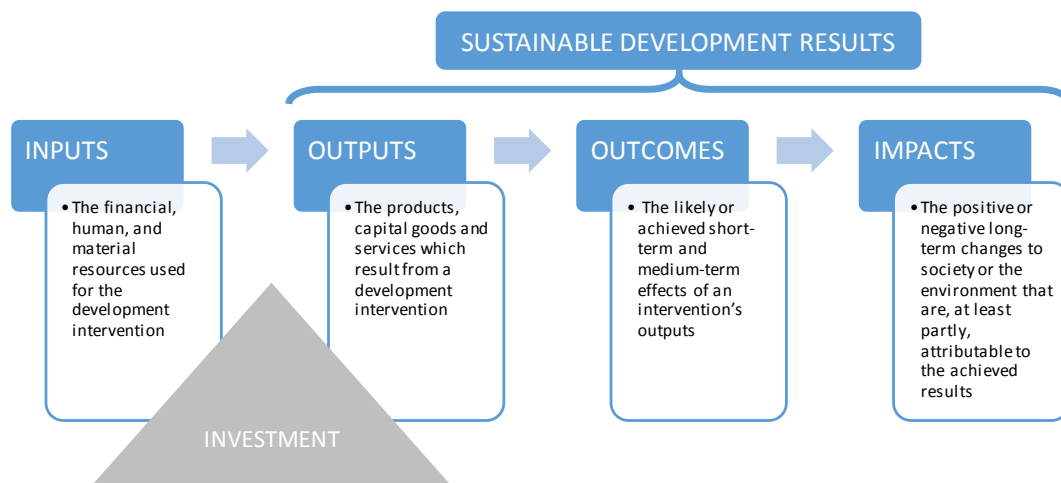 SUSTAINABLE DEVELOPMENT RESULTS
INPUTS
• The financial,
human, and
material
resources used
for the
development
intervention
OUTPUTS
• The products,
capital goods and
services which
result from a
development
intervention
OUTCOMES
• The likely or
achieved short-
term and
medium-term
effects of an
intervention's
outputs
IMPACTS
• The positive or
negative long-
term changes to
society or the
environment that
are, at least
partly,
attributable to
the achieved
results
INVESTMENT